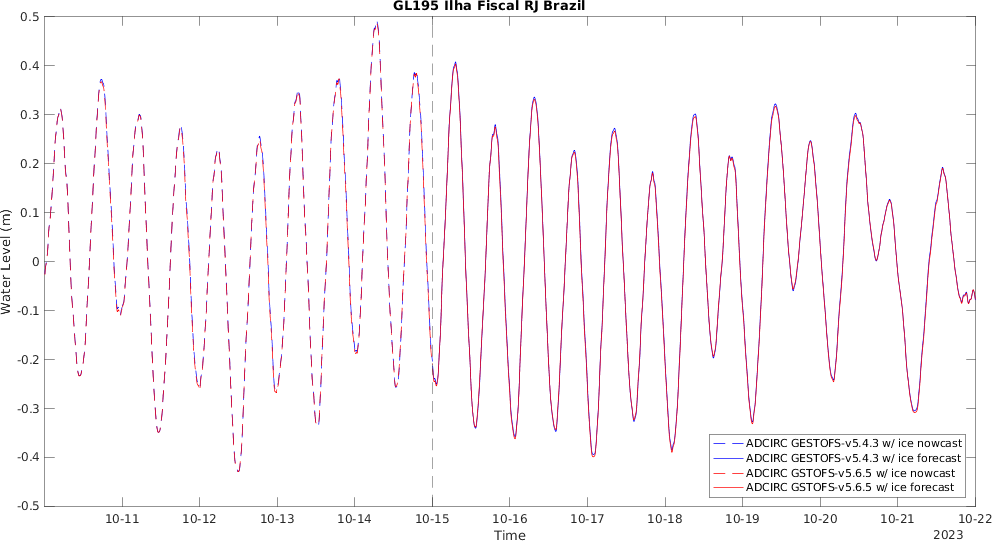 GL195 Ilha Fiscal RJ Brazil
0.5
0.4
0.3
0.2
0.1
0
-0.1
-0.2
-0.3
-0.4
-0.5
Water Level (m)
ADCIRC GESTOFS-v5.4.3 w/ ice nowcast
ADCIRC GESTOFS-v5.4.3 w/ ice forecast
ADCIRC GSTOFS-v5.6.5 w/ ice nowcast
ADCIRC GSTOFS-v5.6.5 w/ ice forecast
10-11 10-12 10-13 10-14 10-15 10-16 10-17 10-18 10-19 10-20 10-21 10-22
Time
2023